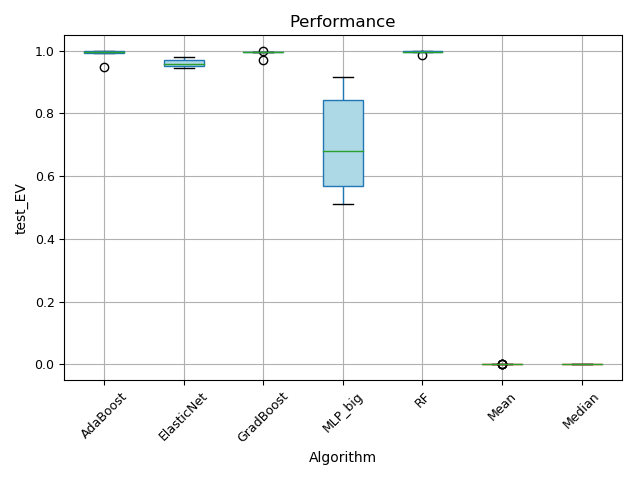 Performance
1.0
0.8
0.6
0.4
0.2
0.0
test_EV
AdaBoost
ElasticNet
GradBoost
MLP_big
RF
Mean
Median
Algorithm